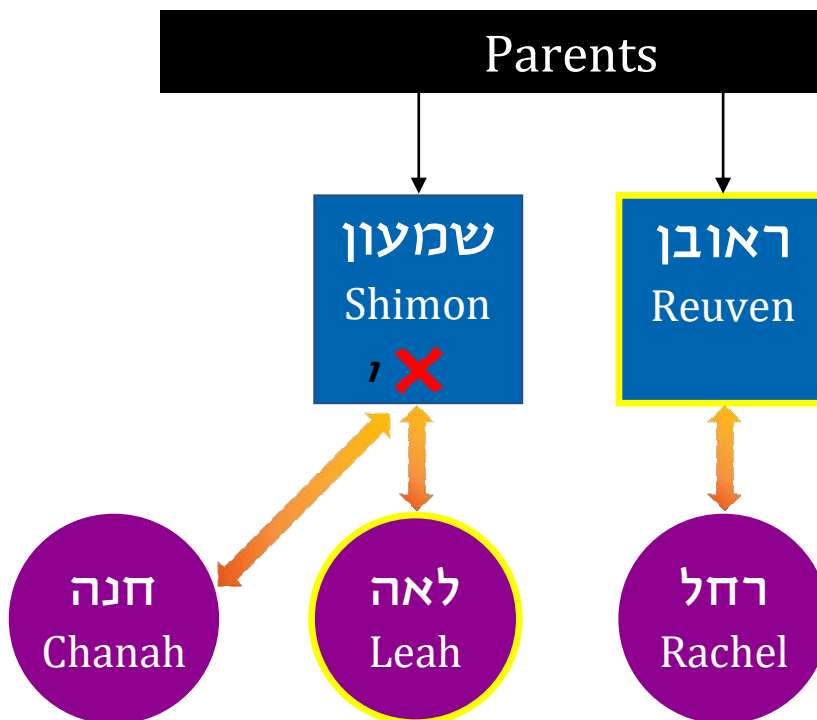 Parents
שמעון
Shimon
ו
ראובן
Reuven
חנה
Chanah
לאה
Leah
רחל
Rachel